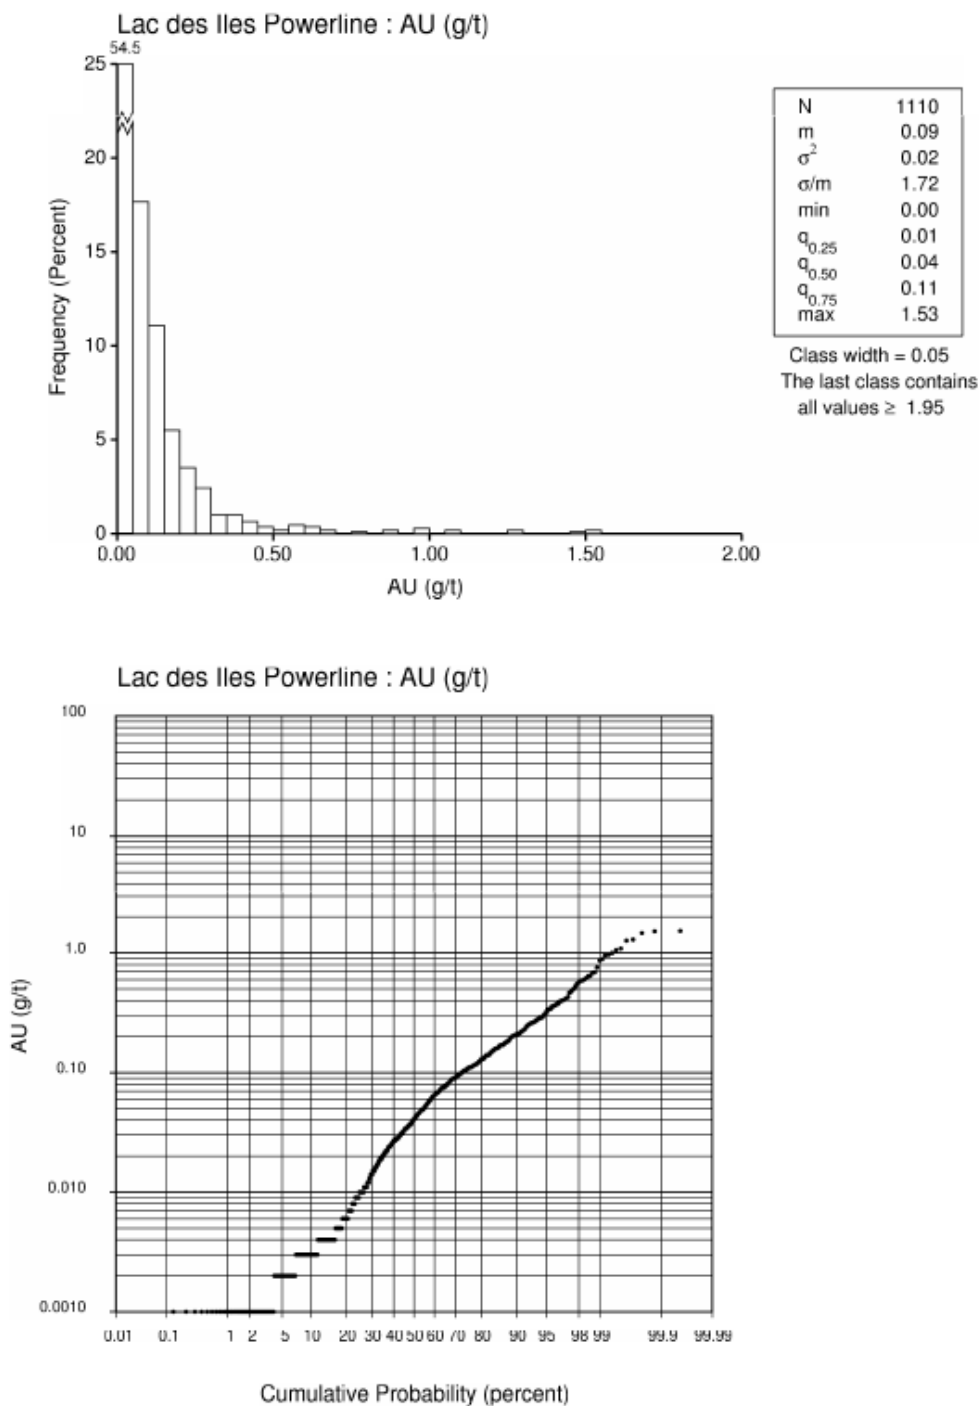 Lac des Iles Powerline : AU (g/t)
54.5
25
20
15
10
5
0
Frequency (Percent)
0.00 0.50 1.00 1.50 2.00
AU (g/t)
N 1110
m 0.09
σ² 0.02
σ/m 1.72
min 0.00
q0.25 0.01
q0.50 0.04
q0.75 0.11
max 1.53
Class width = 0.05
The last class contains
all values ≥ 1.95
Lac des Iles Powerline : AU (g/t)
100
10
1.0
0.10
0.010
0.0010
AU (g/t)
0.01 0.1 1 2 5 10 20 30 40 50 60 70 80 90 95 98 99 99.9 99.99
Cumulative Probability (percent)